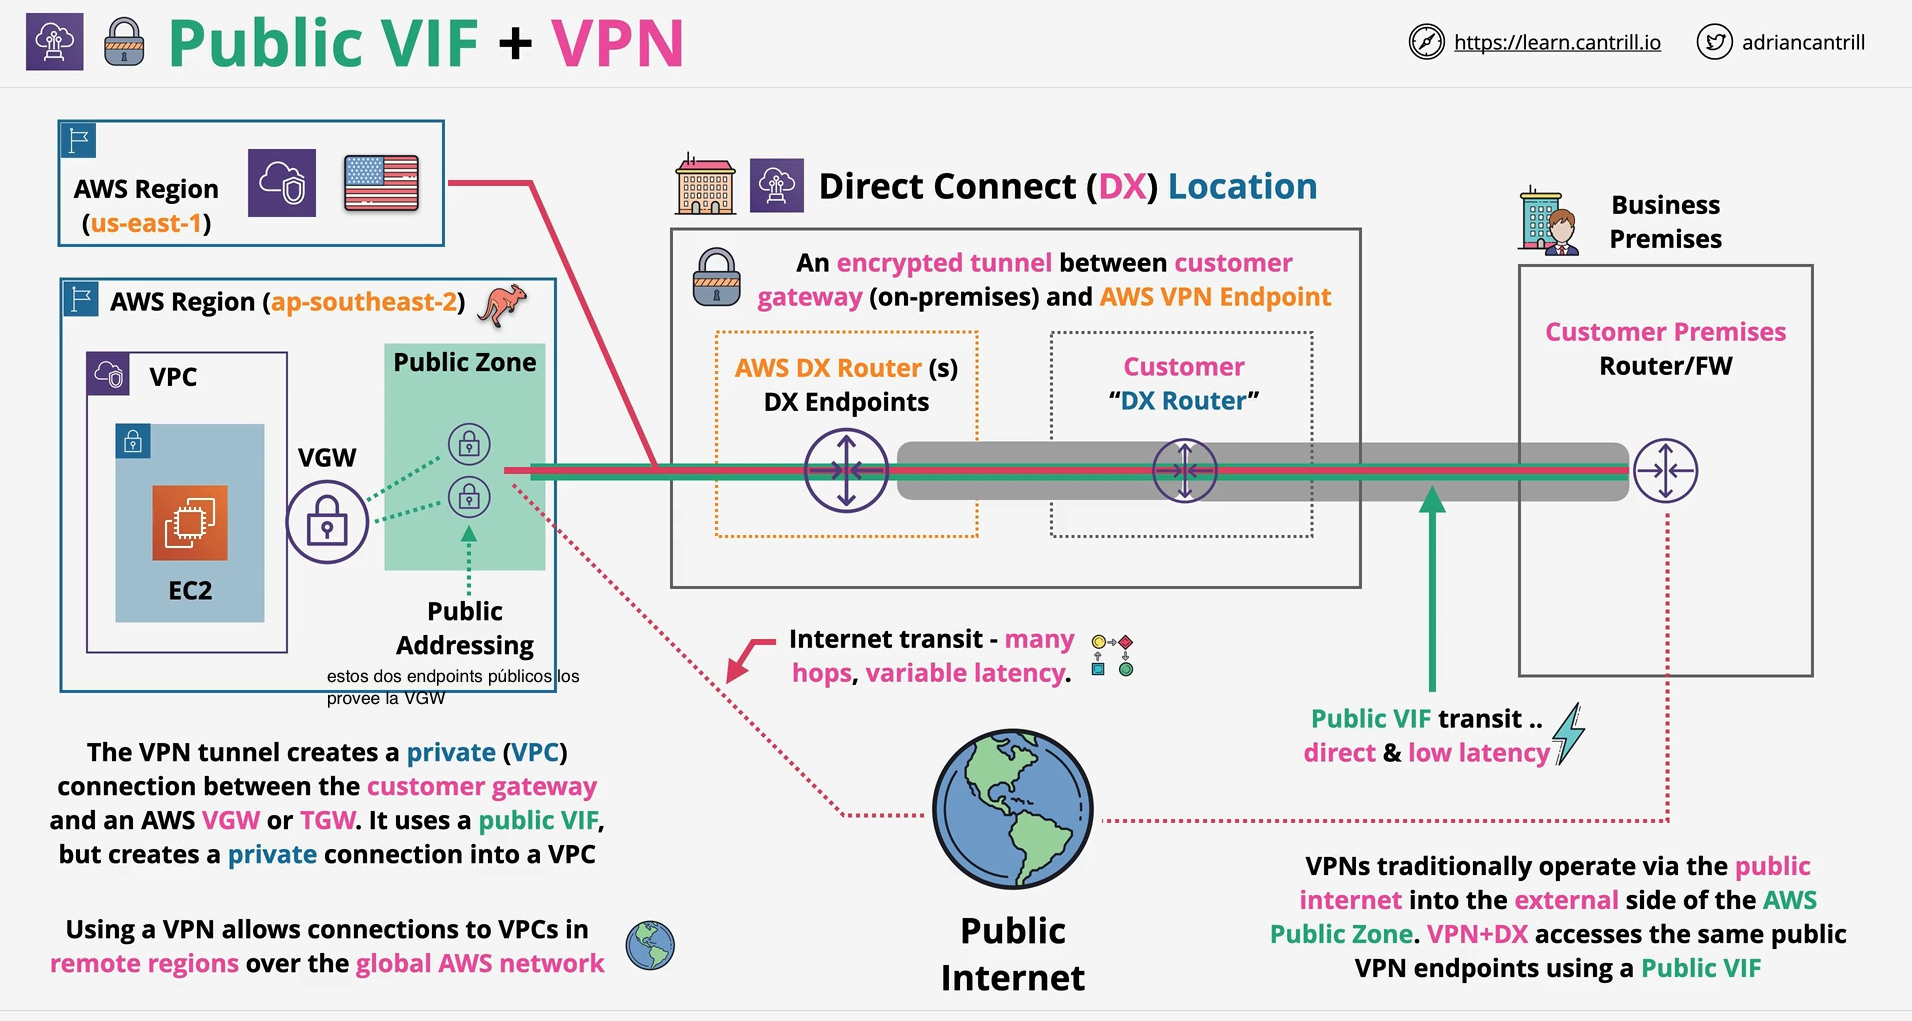 Public VIF + VPN
https://learn.cantrill.io
adriancantrill
AWS Region
(us-east-1)
AWS Region (ap-southeast-2)
VPC
EC2
VGW
Public Zone
Public
Addressing
estos dos endpoints públicos los
provee la VGW
Direct Connect (DX) Location
An encrypted tunnel between customer
gateway (on-premises) and AWS VPN Endpoint
AWS DX Router (s)
DX Endpoints
Customer
“DX Router”
Business
Premises
Customer Premises
Router/FW
Internet transit - many
hops, variable latency.
Public VIF transit ..
direct & low latency
The VPN tunnel creates a private (VPC)
connection between the customer gateway
and an AWS VGW or TGW. It uses a public VIF,
but creates a private connection into a VPC
Using a VPN allows connections to VPCs in
remote regions over the global AWS network
Public
Internet
VPNs traditionally operate via the public
internet into the external side of the AWS
Public Zone. VPN+DX accesses the same public
VPN endpoints using a Public VIF